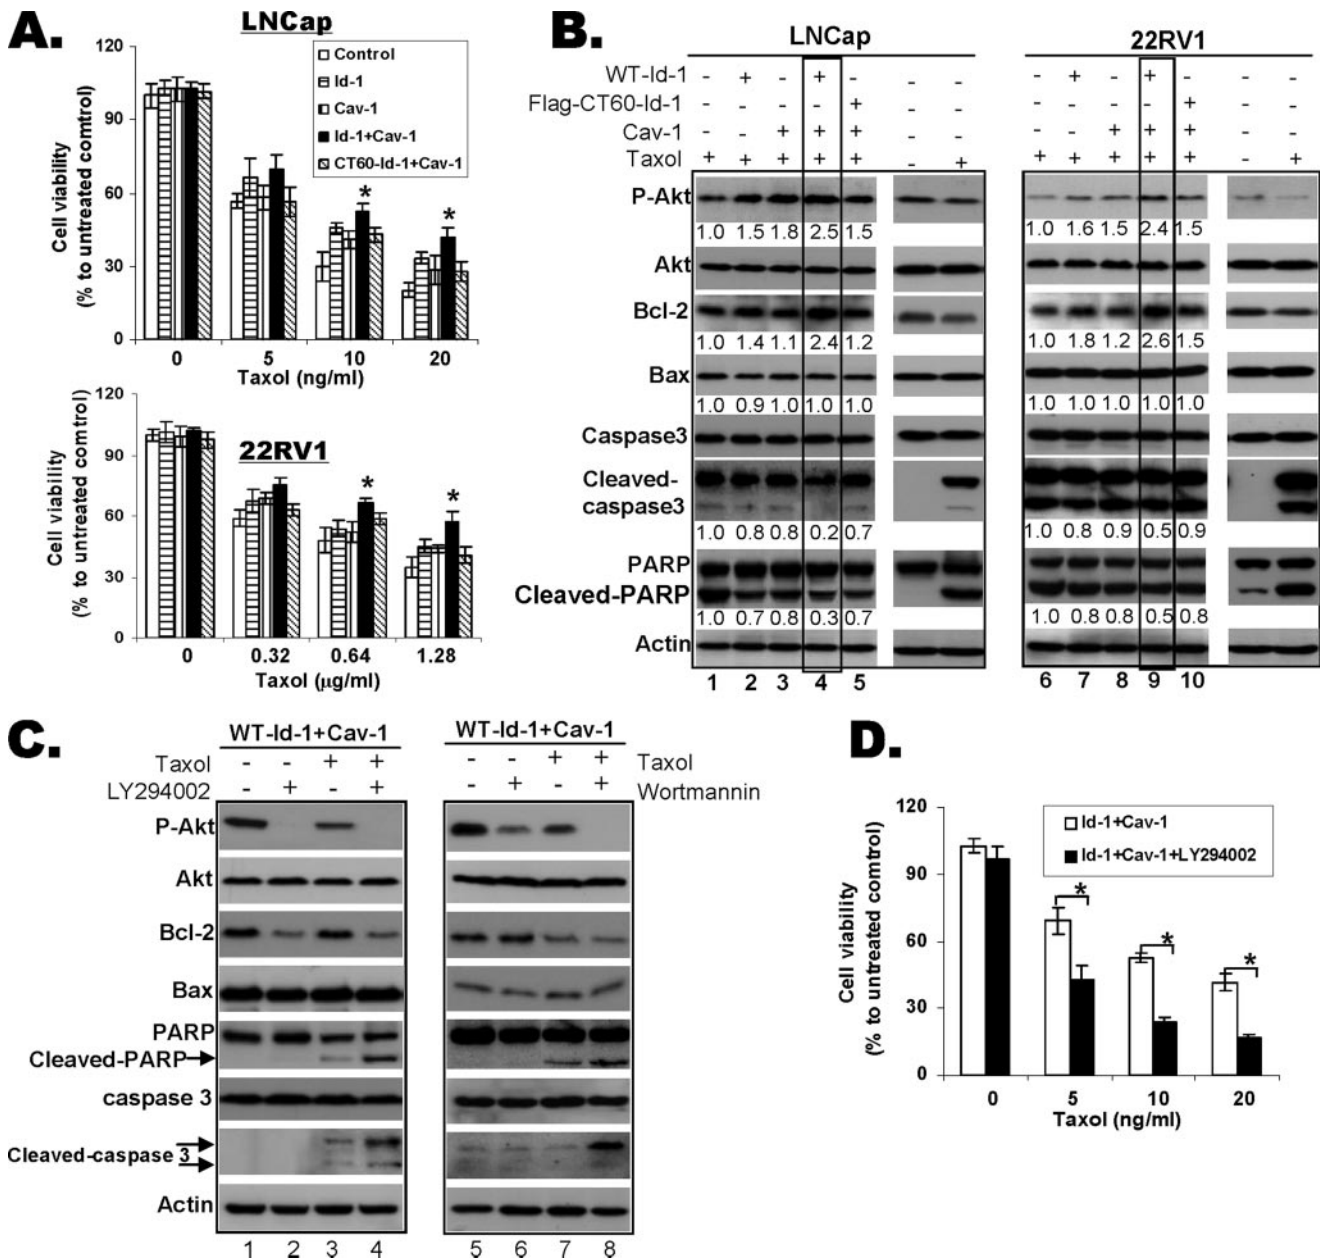 A.
LNCap
120
90
60
30
0
Cell viability
(% to untreated comtrol)
Control
Id-1
Cav-1
Id-1+Cav-1
CT60-Id-1+Cav-1
* *
0 5 10 20
Taxol (ng/ml)
120
90
60
30
0
Cell viability
(% to untreated comtrol)
22RV1
* *
0 0.32 0.64 1.28
Taxol (μg/ml)
B.
LNCap 22RV1
WT-Id-1 - + - + - - - - + - + - - -
Flag-CT60-Id-1 - - - - + - - - - - - + - -
Cav-1 - - + + + - - - - + + + - -
Taxol + + + + + - + + + + + + - +
P-Akt
1.0 1.5 1.8 2.5 1.5 1.0 1.6 1.5 2.4 1.5
Akt
Bcl-2
1.0 1.4 1.1 2.4 1.2 1.0 1.8 1.2 2.6 1.5
Bax
1.0 0.9 1.0 1.0 1.0 1.0 1.0 1.0 1.0 1.0
Caspase3
Cleaved-
caspase3
1.0 0.8 0.8 0.2 0.7 1.0 0.8 0.9 0.5 0.9
PARP
Cleaved-PARP
1.0 0.7 0.8 0.3 0.7 1.0 0.8 0.8 0.5 0.8
Actin
1 2 3 4 5 6 7 8 9 10
C.
WT-Id-1+Cav-1 WT-Id-1+Cav-1
Taxol - - + + - - + + Taxol
LY294002 - + - + - + - + Wortmannin
P-Akt
Akt
Bcl-2
Bax
PARP
Cleaved-PARP
caspase 3
Cleaved-caspase 3
Actin
1 2 3 4 5 6 7 8
D.
120
90
60
30
0
Cell viability
(% to untreated comtrol)
Id-1+Cav-1
Id-1+Cav-1+LY294002
* * *
0 5 10 20
Taxol (ng/ml)